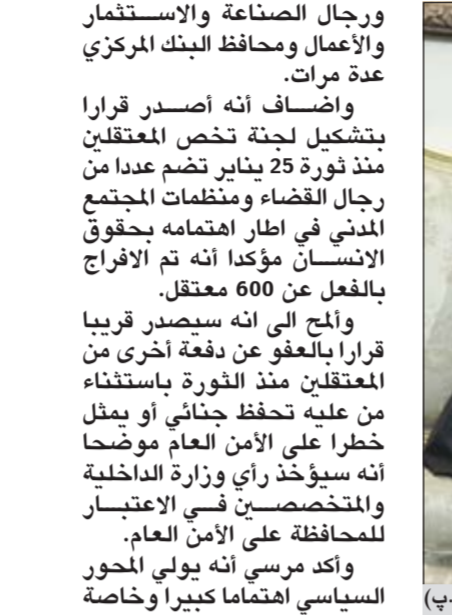 ورجال الصناعة والاستثمار
والأعمال ومحافظ البنك المركزي
عدة مرات.
واضاف أنه أصدر قرارا
بتشكيل لجنة تخص المعتقلين
منذ ثورة 25 يناير تضم عددا من
رجال القضاء ومنظمات المجتمع
المدني في اطار اهتمامه بحقوق
الانسان مؤكدا أنه تم الافراج
بالفعل عن 600 معتقل.
وألمح الى انه سيصدر قريبا
قرارا بالعفو عن دفعة أخرى من
المعتقلين منذ الثورة باستثناء
من عليه تحفظ جنائي أو يمثل
خطرا على الأمن العام موضحا
أنه سيؤخذ رأي وزارة الداخلية
والمتخصصين في الاعتبار
للمحافظة على الأمن العام.
وأكد مرسي أنه يولي المحور
السياسي اهتماما كبيرا وخاصة